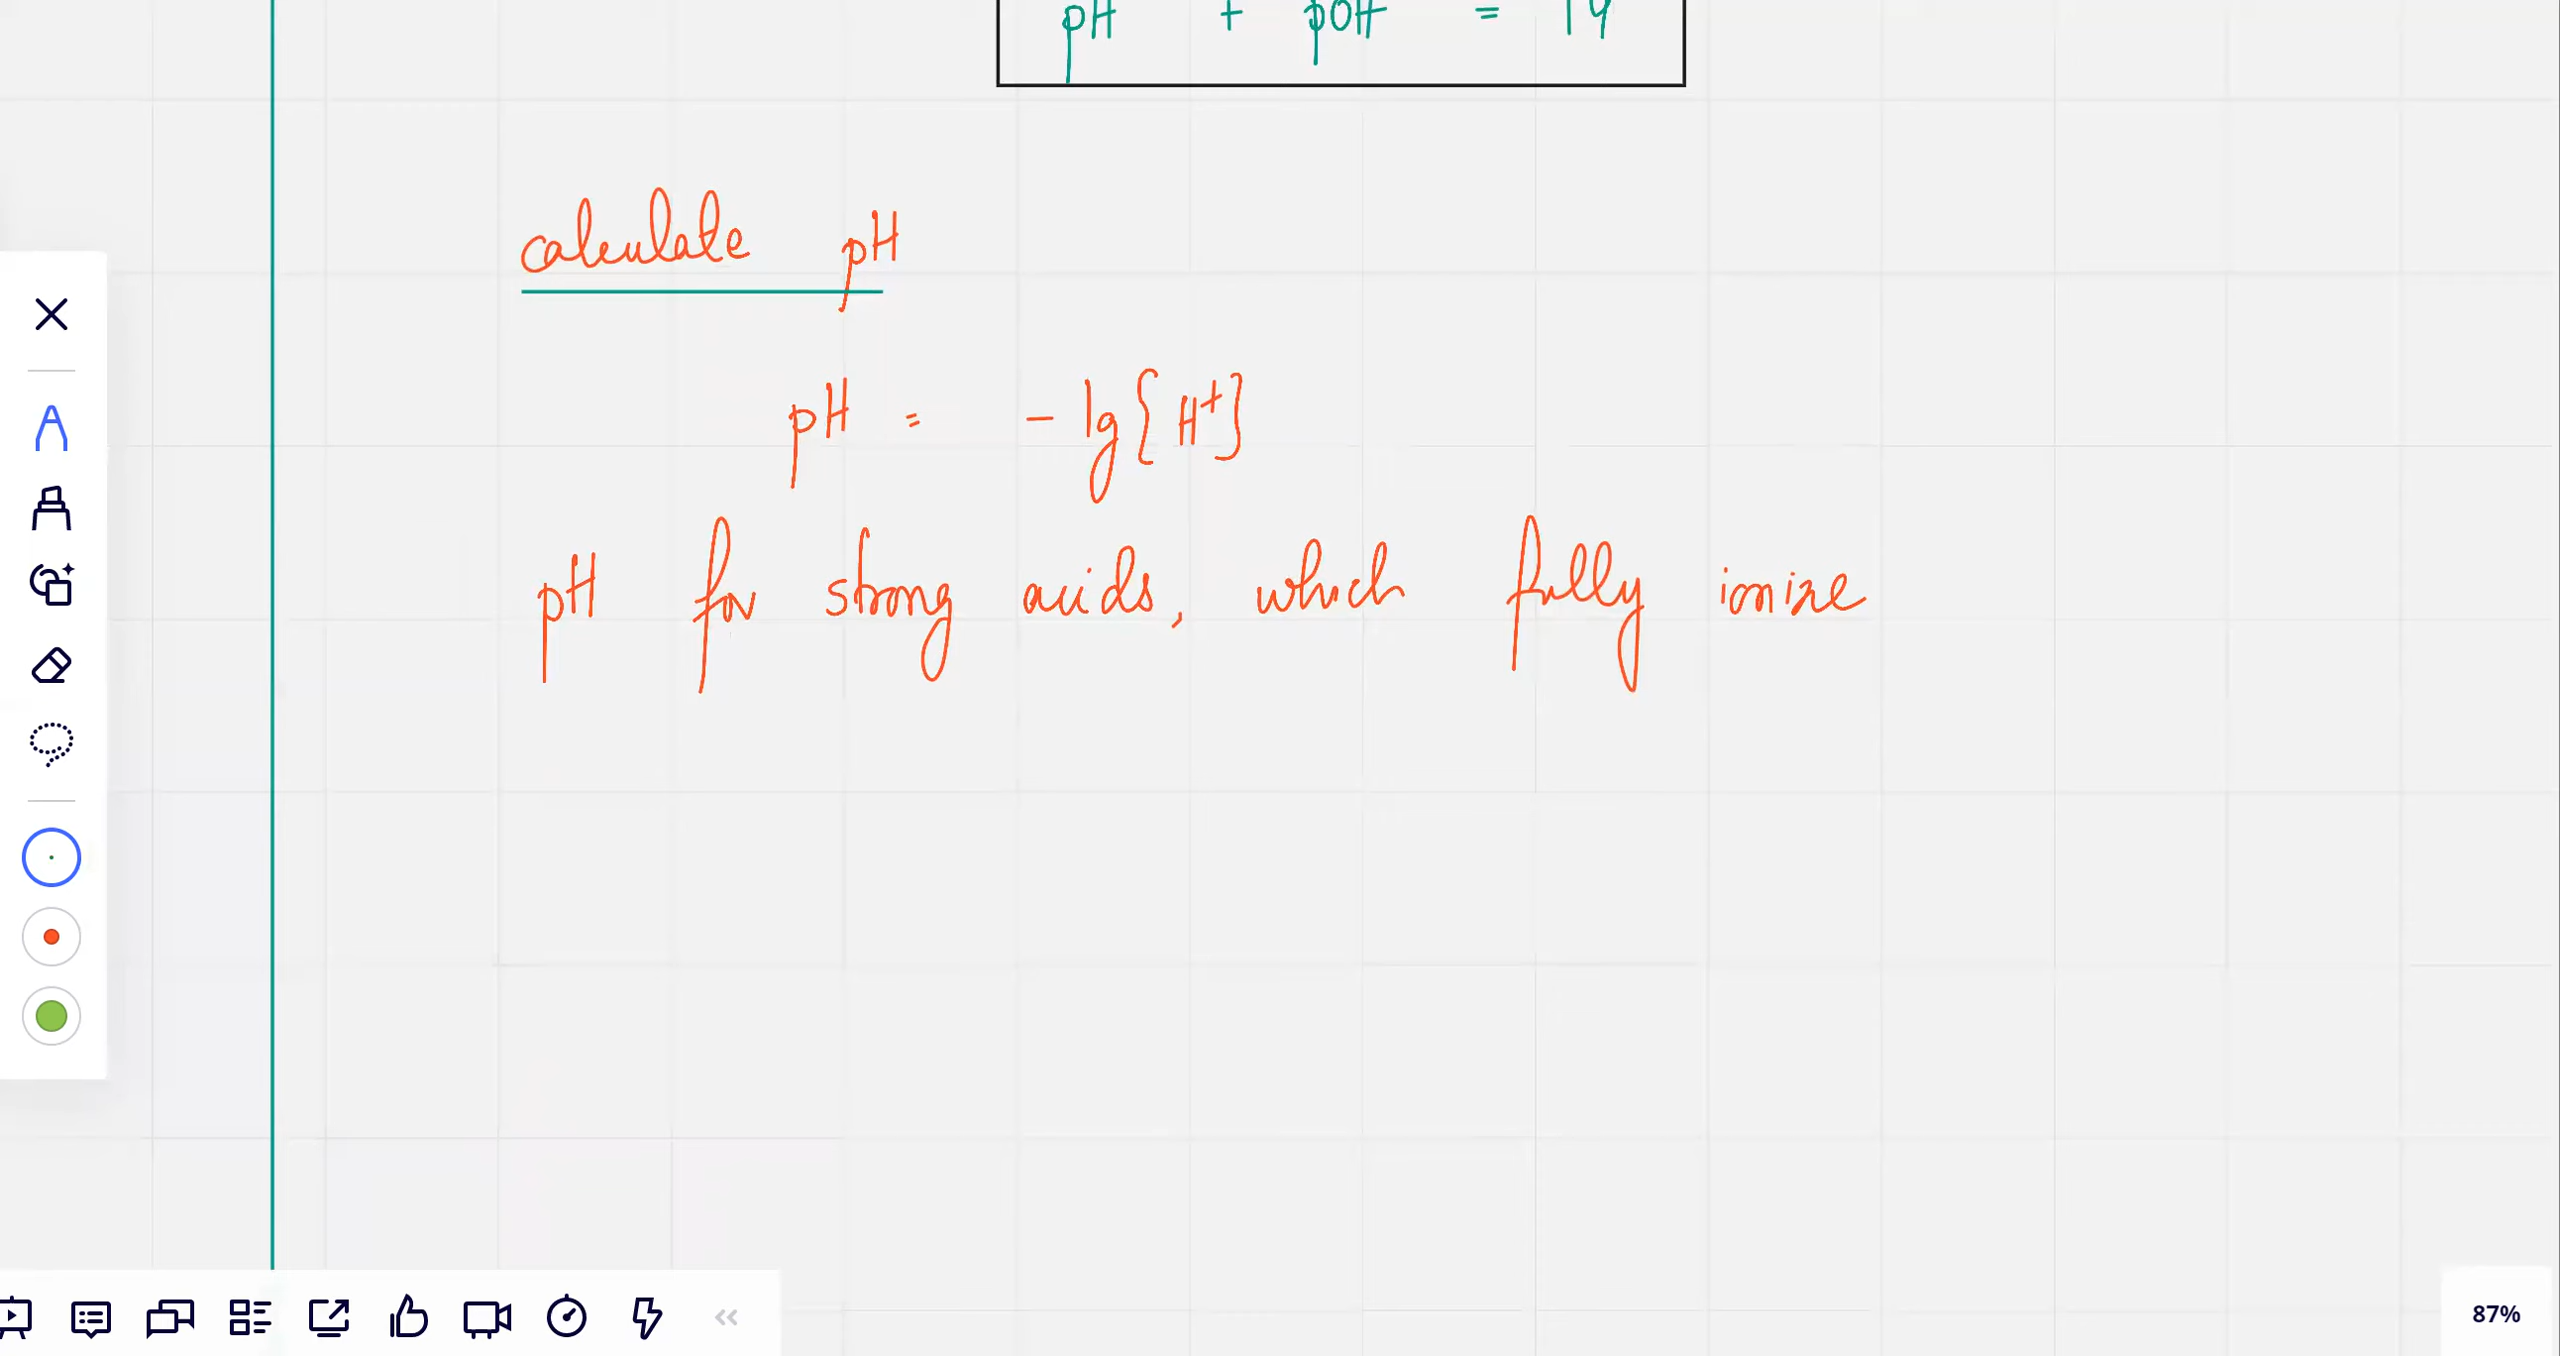 pH + pOH = 14
calculate pH
pH = - lg{H+}
pH for strong acids, which fully ionize
87%